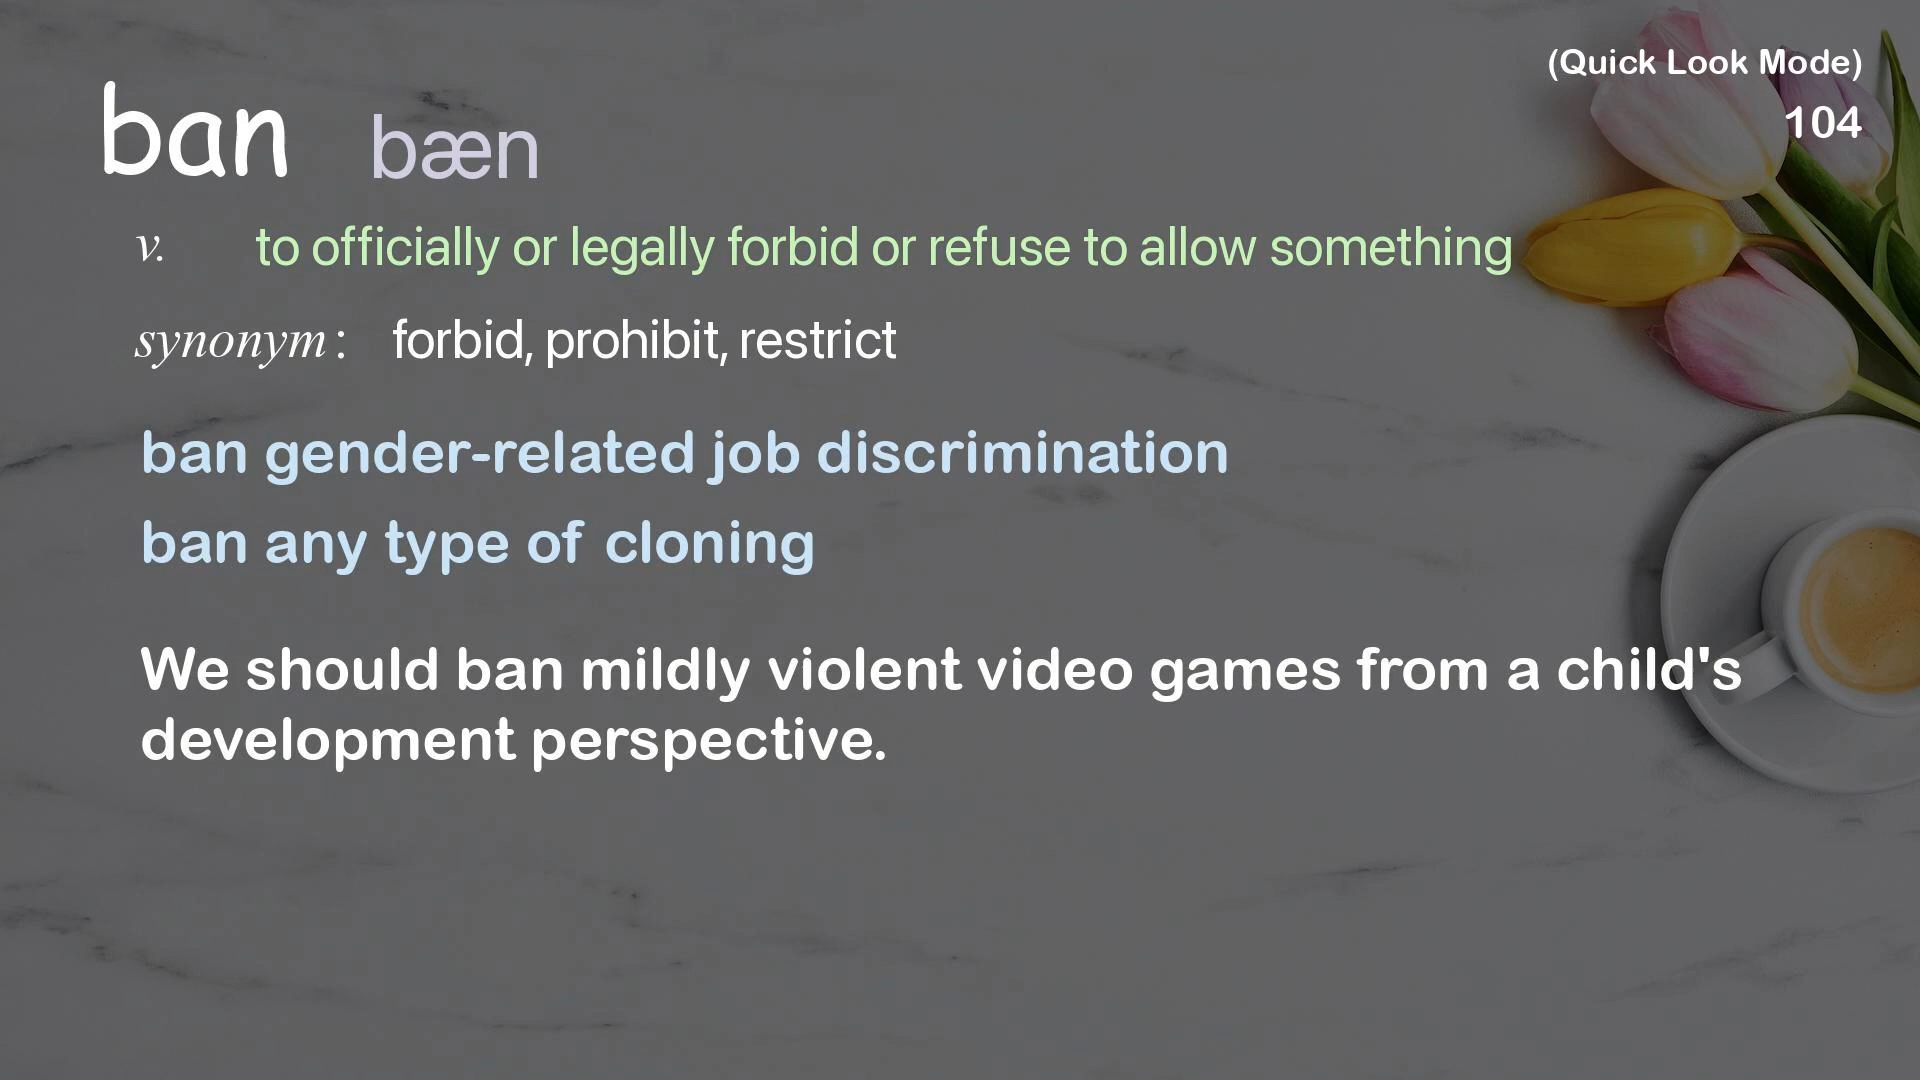 (Quick Look Mode)
104
ban bæn
v. to officially or legally forbid or refuse to allow something
synonym : forbid, prohibit, restrict
ban gender-related job discrimination
ban any type of cloning
We should ban mildly violent video games from a child's
development perspective.